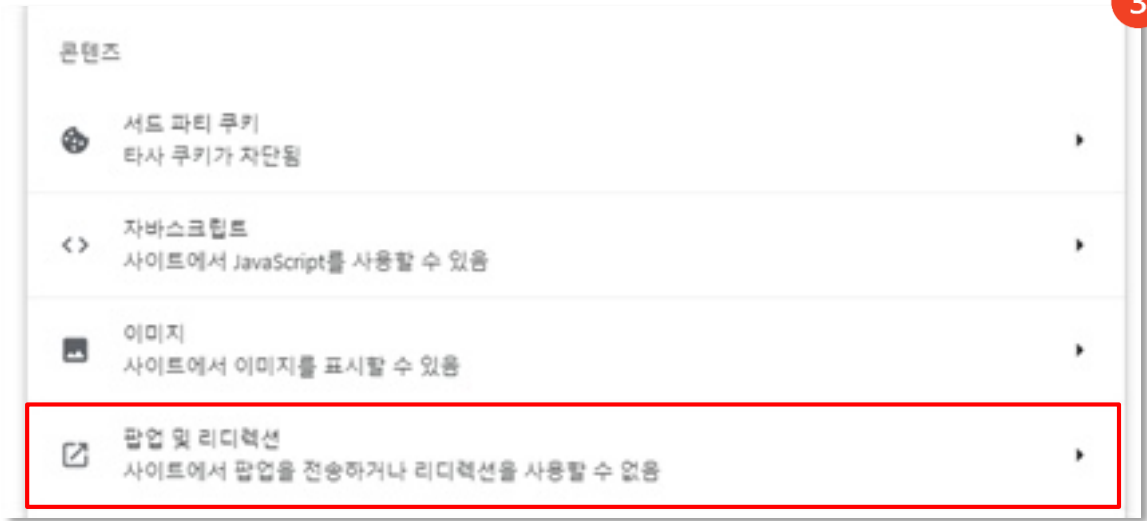 3
콘텐츠
서드 파티 쿠키
타사 쿠키가 차단됨
자바스크립트
사이트에서 JavaScript를 사용할 수 있음
이미지
사이트에서 이미지를 표시할 수 있음
팝업 및 리디렉션
사이트에서 팝업을 전송하거나 리디렉션을 사용할 수 없음